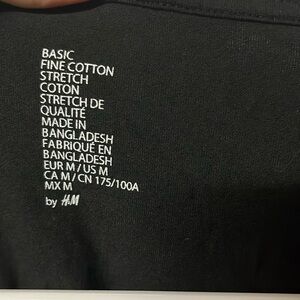 BASIC
FINE COTTON
STRETCH
COTON
STRETCH DE
QUALITÉ
MADE IN
BANGLADESH
FABRIQUÉ EN
BANGLADESH
EUR M / US M
CA M / CN 175/100A
MX M
by H&M